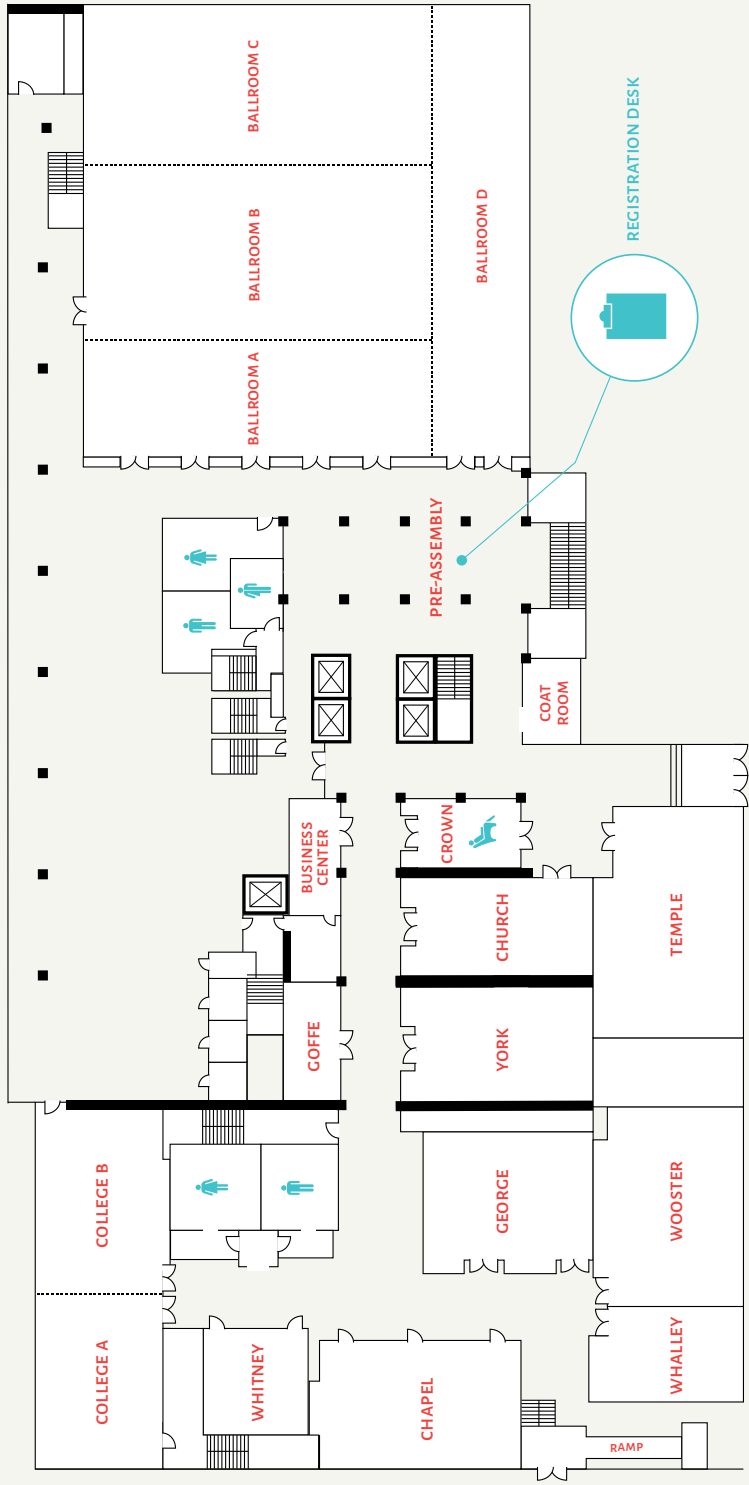 BALLROOM C
BALLROOM B
BALLROOM A
BALLROOM D
REGISTRATION DESK
PRE-ASSEMBLY
COAT
ROOM
BUSINESS
CENTER
CROWN
CHURCH
TEMPLE
GOFFE
YORK
COLLEGE B
GEORGE
WOOSTER
COLLEGE A
WHITNEY
CHAPEL
WHALLEY
RAMP